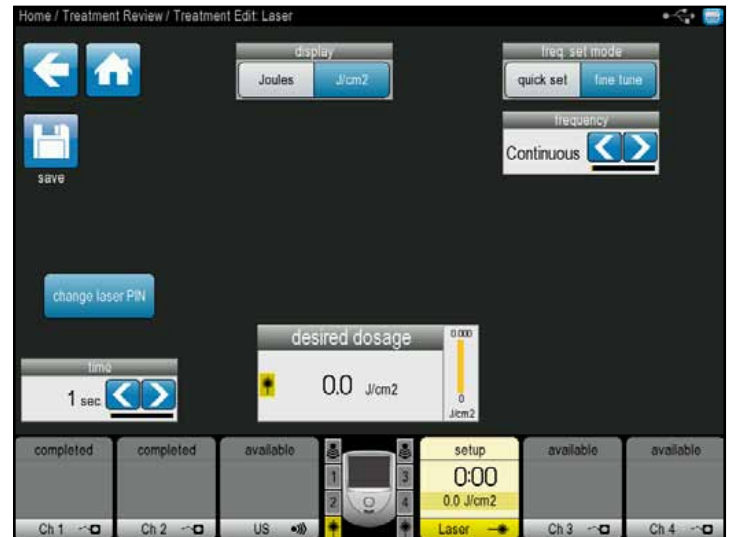 Home / Treatment Review / Treatment Edit: Laser
display
Joules J/cm2
freq. set mode
quick set fine tune
frequency
Continuous
save
change laser PIN
desired dosage
0.0 J/cm2
0.000
0
J/cm2
time
1 sec
completed
completed
available
1
2
3
4
setup
0:00
0.0 J/cm2
available
available
Ch 1
Ch 2
US
Laser
Ch 3
Ch 4